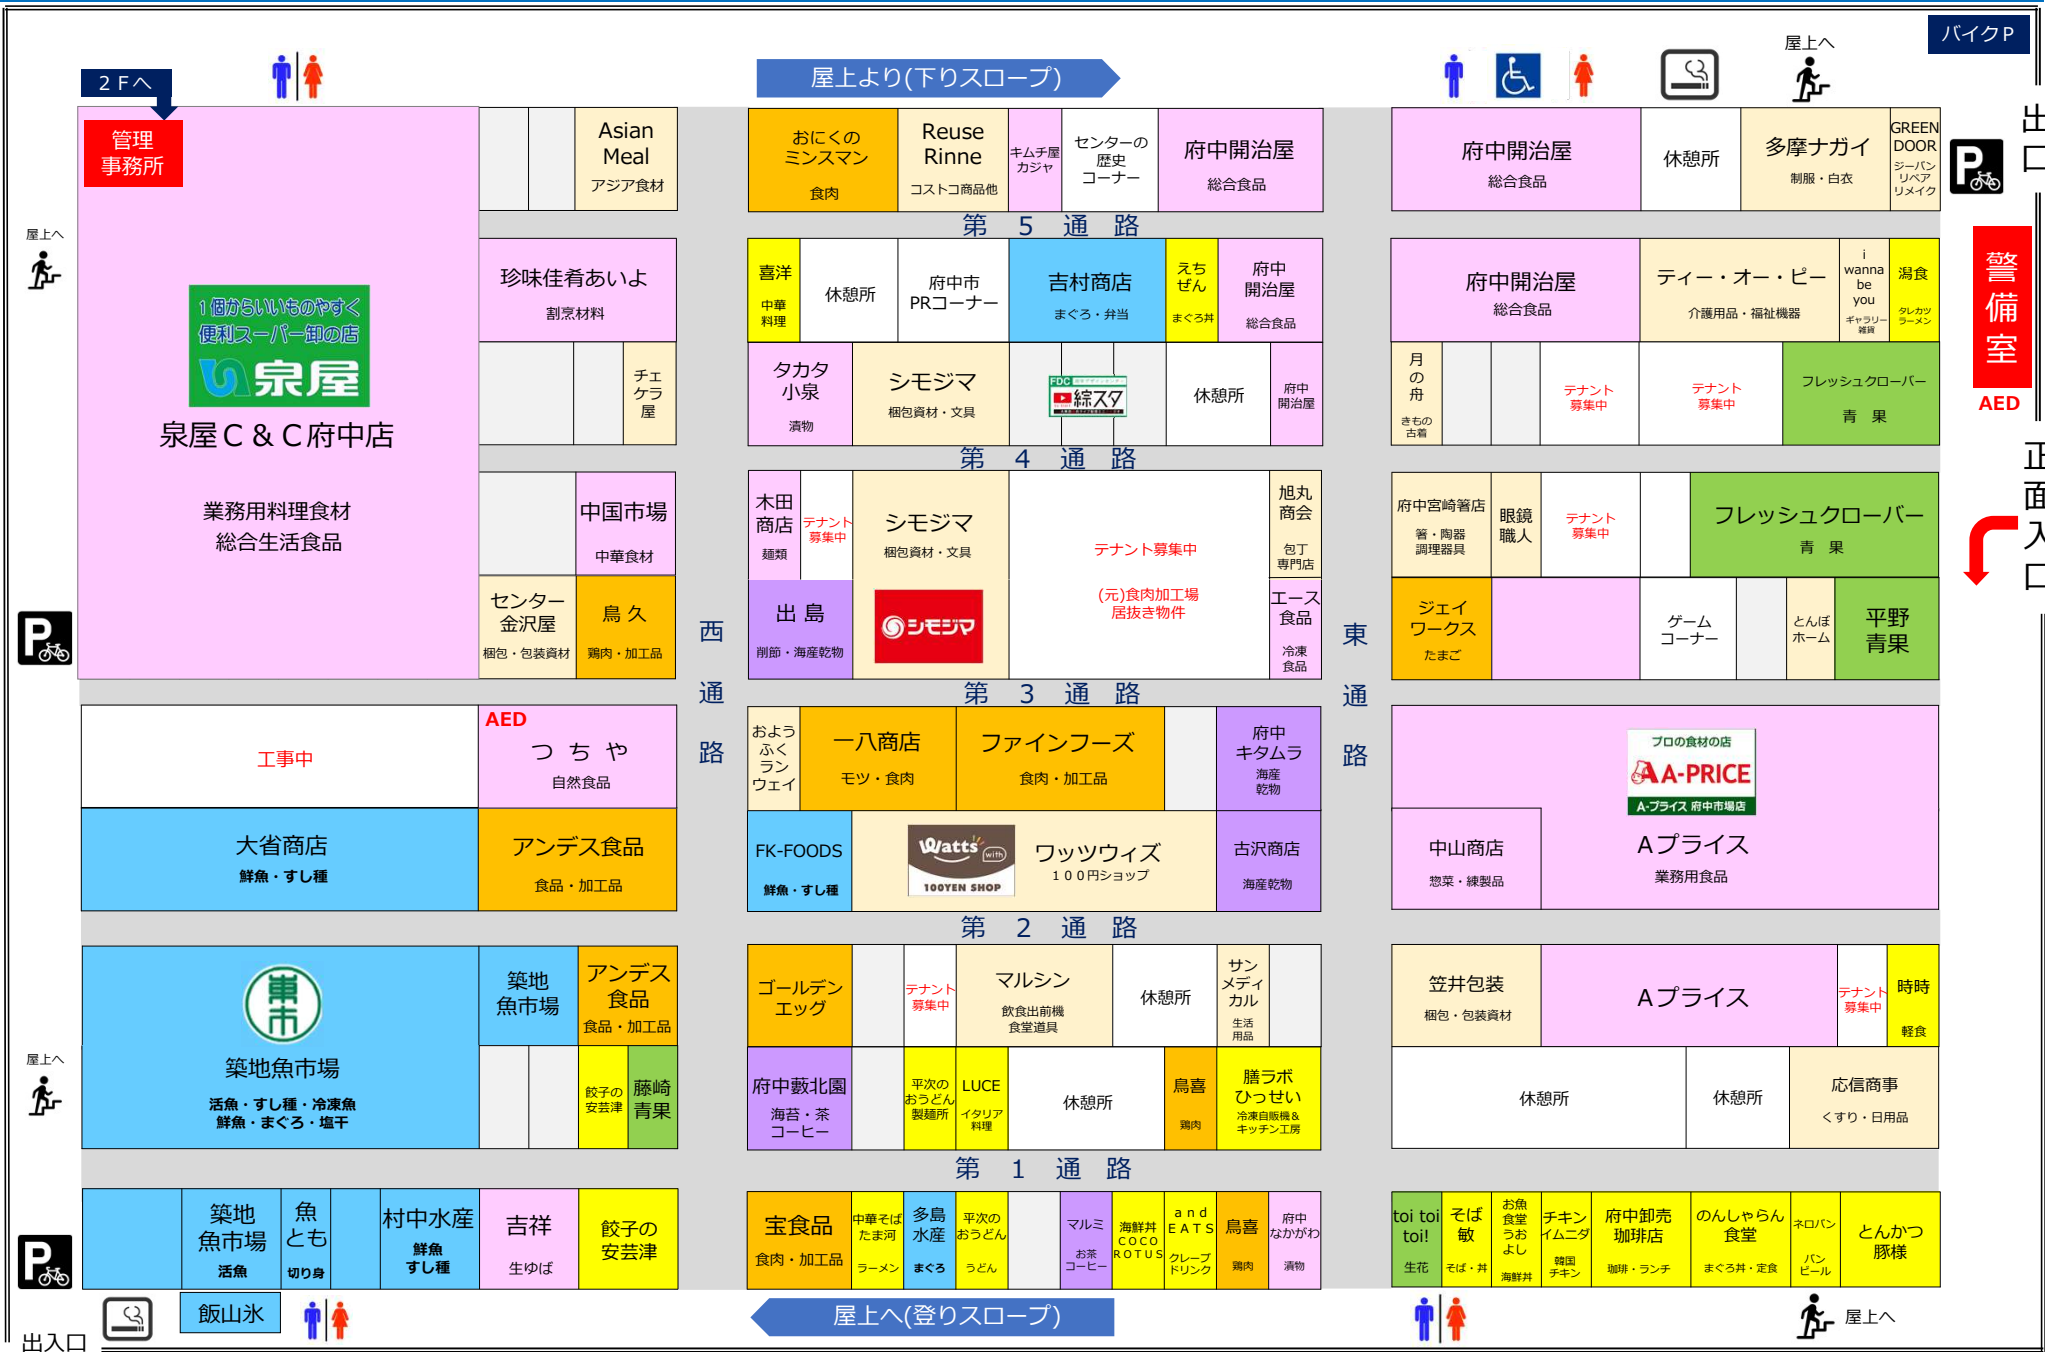 バイクP
屋上へ
2Fへ
屋上より(下りスロープ)
出
口
管理
事務所
Asian
Meal
アジア食材
おにくの
ミンスマン
食肉
Reuse
Rinne
コストコ商品他
キムチ屋
カジャ
センターの
歴史
コーナー
府中開治屋
総合食品
府中開治屋
総合食品
休憩所
多摩ナガイ
制服・白衣
GREEN
DOOR
ジーパン
リペア
リメイク
P
第 5 通 路
屋上へ
1個からいいものやすく
便利スーパー卸の店
泉屋
泉屋C&C府中店
業務用料理食材
総合生活食品
珍味佳肴あいよ
割烹材料
喜洋
中華
料理
休憩所
府中市
PRコーナー
吉村商店
まぐろ・弁当
えち
ぜん
まぐろ丼
府中
開治屋
総合食品
府中開治屋
総合食品
ティー・オー・ピー
介護用品・福祉機器
i
wanna
be
you
ギャラリー
雑貨
潟食
タレカツ
ラーメン
警
備
室
AED
チェ
ケラ
屋
タカタ
小泉
漬物
シモジマ
梱包資材・文具
FDC
綜スタ
休憩所
府中
開治屋
月
の
舟
きもの
古着
テナント
募集中
テナント
募集中
フレッシュクローバー
青 果
第 4 通 路
正
面
入
口
中国市場
中華食材
木田
商店
麺類
テナント
募集中
シモジマ
梱包資材・文具
テナント募集中
(元)食肉加工場
居抜き物件
旭丸
商会
包丁
専門店
府中宮崎箸店
箸・陶器
調理器具
眼鏡
職人
テナント
募集中
フレッシュクローバー
青 果
P
センター
金沢屋
梱包・包装資材
鳥 久
鶏肉・加工品
西
通
路
出 島
削節・海産乾物
シモジマ
エース
食品
冷凍
食品
東
通
路
ジェイ
ワークス
たまご
ゲーム
コーナー
とんぼ
ホーム
平野
青果
第 3 通 路
工事中
AED
つ ち や
自然食品
およう
ふく
ラン
ウェイ
一八商店
モツ・食肉
ファインフーズ
食肉・加工品
府中
キタムラ
海産
乾物
プロの食材の店
A-PRICE
A-プライス 府中市場店
Aプライス
業務用食品
大省商店
鮮魚・すし種
アンデス食品
食品・加工品
FK-FOODS
鮮魚・すし種
Watts with
100YEN SHOP
ワッツウィズ
100円ショップ
古沢商店
海産乾物
中山商店
惣菜・練製品
第 2 通 路
東市
築地魚市場
活魚・すし種・冷凍魚
鮮魚・まぐろ・塩干
築地
魚市場
アンデス
食品
食品・加工品
ゴールデン
エッグ
テナント
募集中
マルシン
飲食出前機
食堂道具
休憩所
サン
メディ
カル
生活
用品
笠井包装
梱包・包装資材
Aプライス
テナント
募集中
時時
軽食
屋上へ
餃子の
安芸津
藤崎
青果
府中藪北園
海苔・茶
コーヒー
平次の
おうどん
製麺所
LUCE
イタリア
料理
休憩所
鳥喜
鶏肉
膳ラボ
ひっせい
冷凍自販機&
キッチン工房
休憩所
休憩所
応信商事
くすり・日用品
第 1 通 路
P
築地
魚市場
活魚
魚
とも
切り身
村中水産
鮮魚
すし種
吉祥
生ゆば
餃子の
安芸津
宝食品
食肉・加工品
中華そば
たま河
ラーメン
多島
水産
まぐろ
平次の
おうどん
うどん
マルミ
お茶
コーヒー
海鮮丼
COCO
ROTUS
and
EATS
クレープ
ドリンク
鳥喜
鶏肉
府中
なかがわ
漬物
toi toi
toi!
生花
そば
敏
そば・丼
お魚
食堂
うお
よし
海鮮丼
チキン
イムニダ
韓国
チキン
府中卸売
珈琲店
珈琲・ランチ
のんしゃらん
食堂
まぐろ丼・定食
ネロパン
パン
ビール
とんかつ
豚様
飯山氷
屋上へ(登りスロープ)
屋上へ
出入口